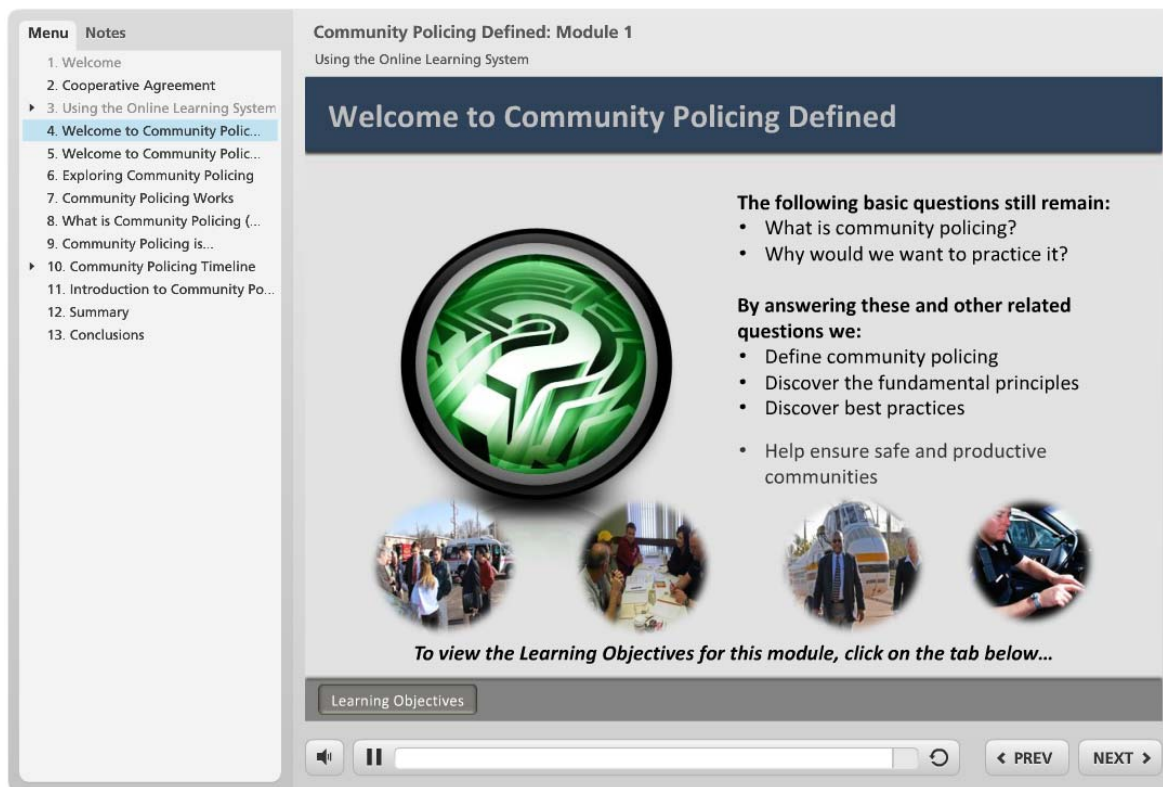 Menu Notes
1. Welcome
2. Cooperative Agreement
3. Using the Online Learning System
4. Welcome to Community Polic...
5. Welcome to Community Polic...
6. Exploring Community Policing
7. Community Policing Works
8. What is Community Policing (...
9. Community Policing is...
10. Community Policing Timeline
11. Introduction to Community Po...
12. Summary
13. Conclusions
Community Policing Defined: Module 1
Using the Online Learning System
Welcome to Community Policing Defined
The following basic questions still remain:
• What is community policing?
• Why would we want to practice it?
By answering these and other related
questions we:
• Define community policing
• Discover the fundamental principles
• Discover best practices
• Help ensure safe and productive
communities
To view the Learning Objectives for this module, click on the tab below...
Learning Objectives
PREV
NEXT